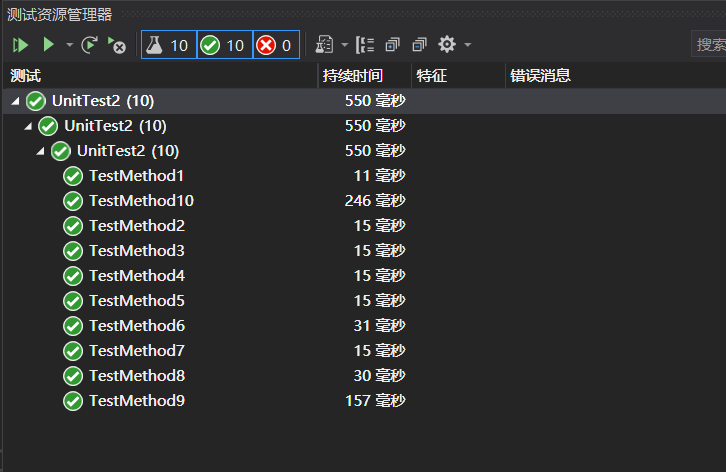 测试资源管理器
10 10 0 搜索
测试 持续时间 特征 错误消息
UnitTest2 (10) 550 毫秒
UnitTest2 (10) 550 毫秒
UnitTest2 (10) 550 毫秒
TestMethod1 11 毫秒
TestMethod10 246 毫秒
TestMethod2 15 毫秒
TestMethod3 15 毫秒
TestMethod4 15 毫秒
TestMethod5 15 毫秒
TestMethod6 31 毫秒
TestMethod7 15 毫秒
TestMethod8 30 毫秒
TestMethod9 157 毫秒